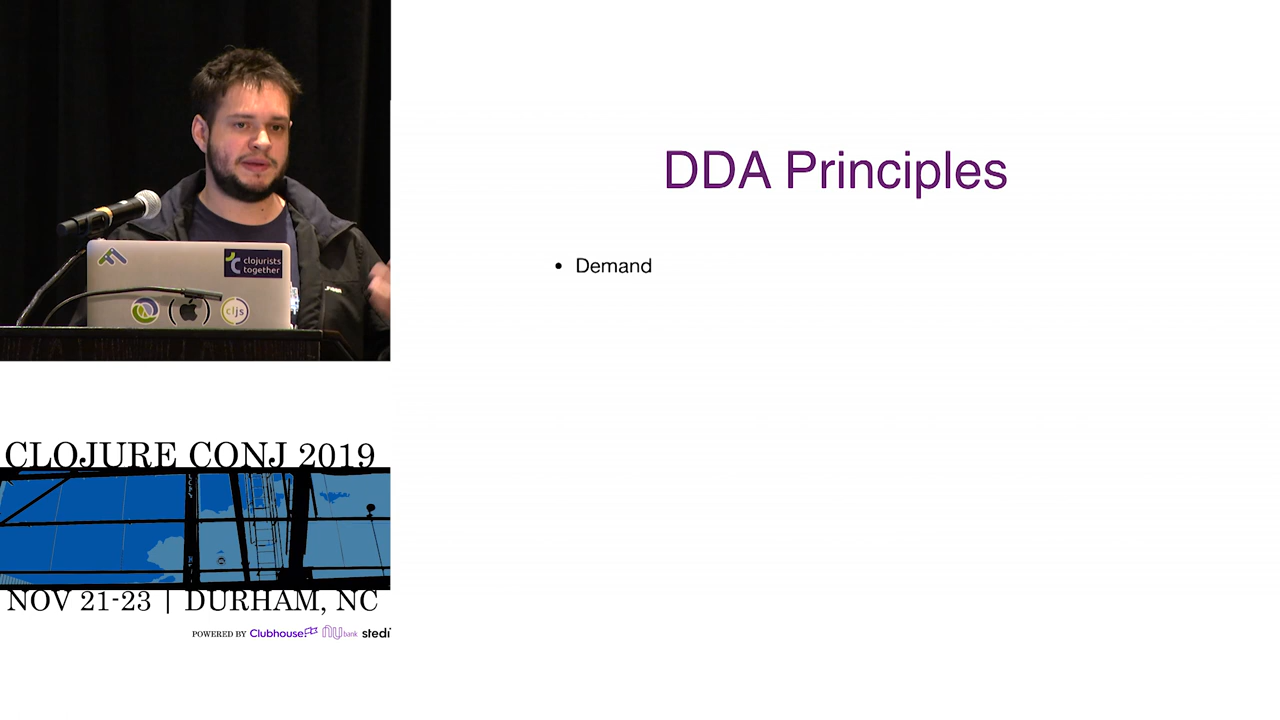 DDA Principles
• Demand
clojurists
together
cljs
CLOJURE CONJ 2019
NOV 21-23 | DURHAM, NC
POWERED BY Clubhouse nu bank stedi